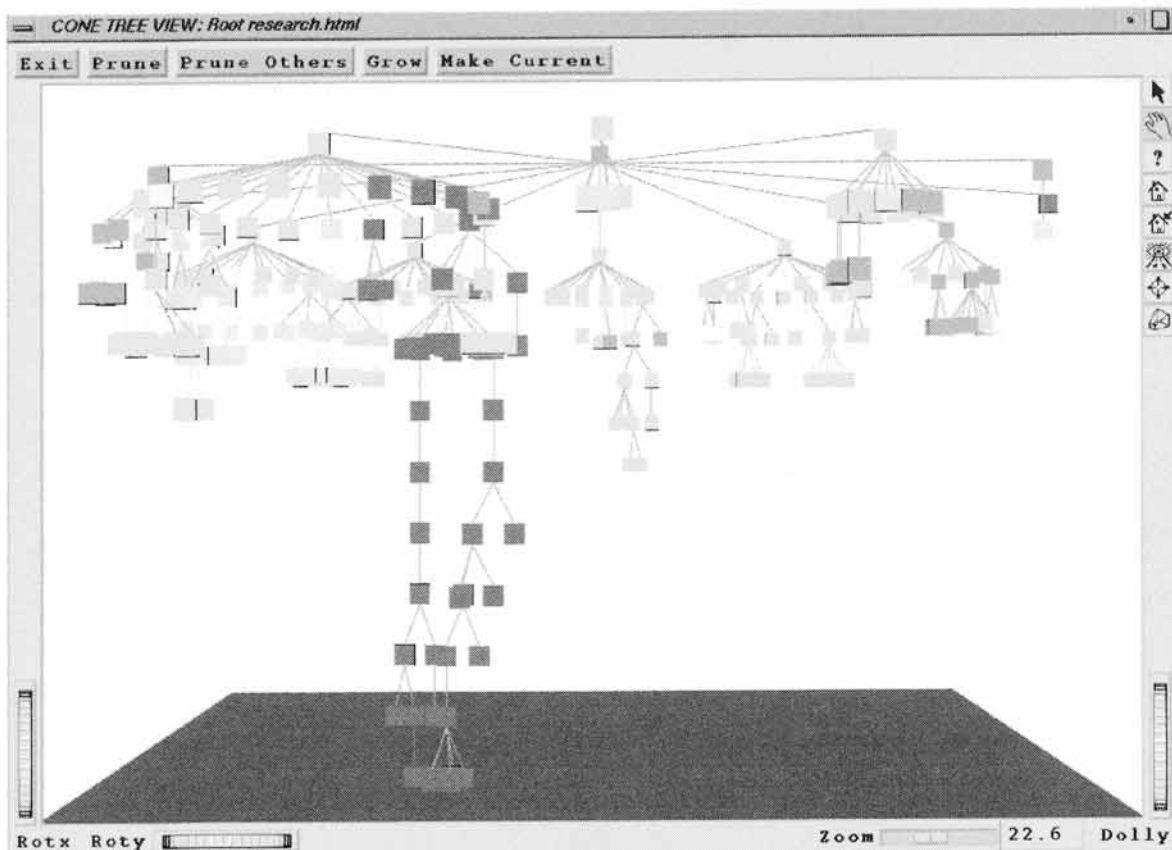 CONE TREE VIEW: Root research.html
Exit Prune Prune Others Grow Make Current
?
Rotx Roty Zoom 22.6 Dolly